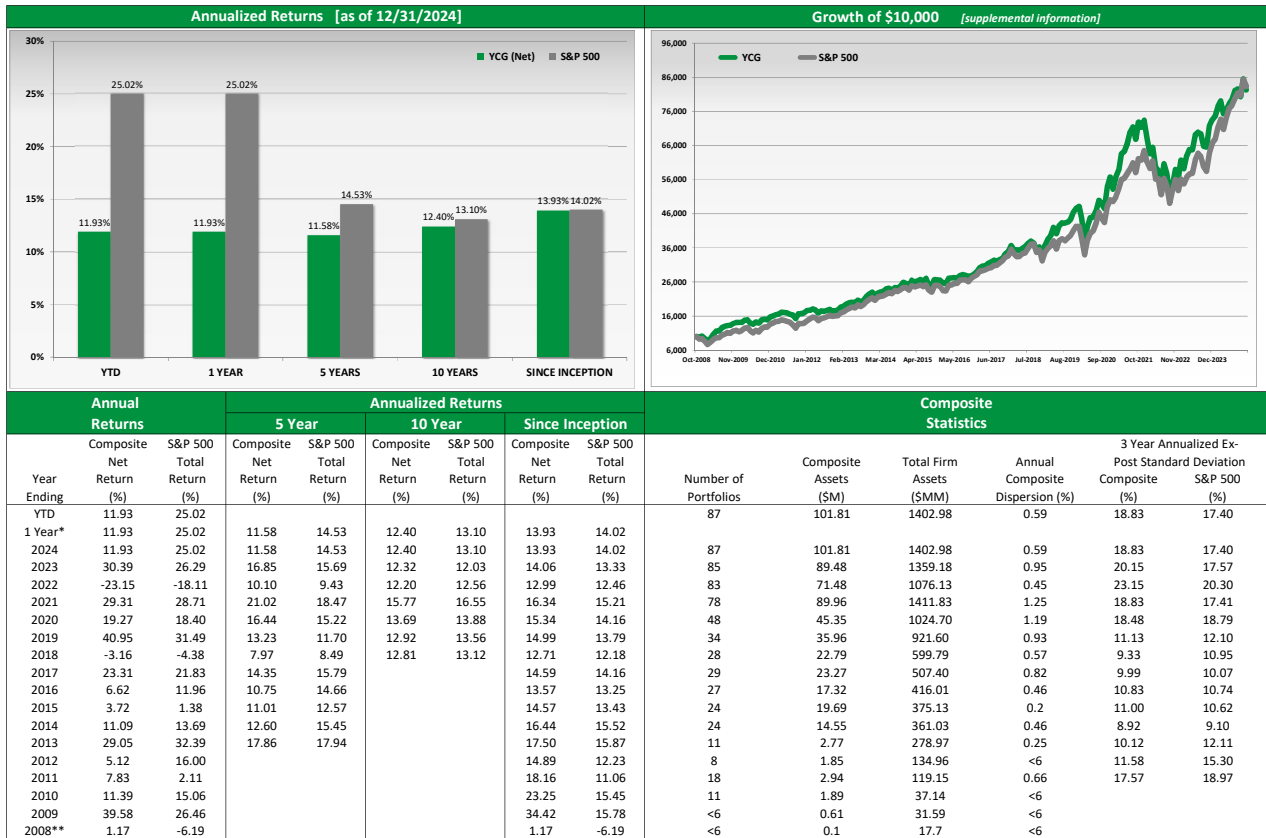 Annualized Returns [as of 12/31/2024]
30%
25%
20%
15%
10%
5%
0%
YCG (Net) S&P 500
11.93% 25.02% 11.93% 25.02% 11.58% 14.53% 12.40% 13.10% 13.93% 14.02%
YTD 1 YEAR 5 YEARS 10 YEARS SINCE INCEPTION
Growth of $10,000 [supplemental information]
96,000
86,000
76,000
66,000
56,000
46,000
36,000
26,000
16,000
6,000
YCG S&P 500
Oct-2008 Nov-2009 Dec-2010 Jan-2012 Feb-2013 Mar-2014 Apr-2015 May-2016 Jun-2017 Jul-2018 Aug-2019 Sep-2020 Oct-2021 Nov-2022 Dec-2023
Annual Annualized Returns Composite
Returns 5 Year 10 Year Since Inception Statistics
Composite S&P 500 Composite S&P 500 Composite S&P 500 Composite S&P 500 3 Year Annualized Ex-
Net Total Net Total Net Total Net Total Composite Total Firm Annual Post Standard Deviation
Year Return Return Return Return Return Return Return Return Number of Assets Assets Composite Composite S&P 500
Ending (%) (%) (%) (%) (%) (%) (%) (%) Portfolios ($M) ($MM) Dispersion (%) (%) (%)
YTD 11.93 25.02 87 101.81 1402.98 0.59 18.83 17.40
1 Year* 11.93 25.02 11.58 14.53 12.40 13.10 13.93 14.02
2024 11.93 25.02 11.58 14.53 12.40 13.10 13.93 14.02 87 101.81 1402.98 0.59 18.83 17.40
2023 30.39 26.29 16.85 15.69 12.32 12.03 14.06 13.33 85 89.48 1359.18 0.95 20.15 17.57
2022 -23.15 -18.11 10.10 9.43 12.20 12.56 12.99 12.46 83 71.48 1076.13 0.45 23.15 20.30
2021 29.31 28.71 21.02 18.47 15.77 16.55 16.34 15.21 78 89.96 1411.83 1.25 18.83 17.41
2020 19.27 18.40 16.44 15.22 13.69 13.88 15.34 14.16 48 45.35 1024.70 1.19 18.48 18.79
2019 40.95 31.49 13.23 11.70 12.92 13.56 14.99 13.79 34 35.96 921.60 0.93 11.13 12.10
2018 -3.16 -4.38 7.97 8.49 12.81 13.12 12.71 12.18 28 22.79 599.79 0.57 9.33 10.95
2017 23.31 21.83 14.35 15.79 14.59 14.16 29 23.27 507.40 0.82 9.99 10.07
2016 6.62 11.96 10.75 14.66 13.57 13.25 27 17.32 416.01 0.46 10.83 10.74
2015 3.72 1.38 11.01 12.57 14.57 13.43 24 19.69 375.13 0.2 11.00 10.62
2014 11.09 13.69 12.60 15.45 16.44 15.52 24 14.55 361.03 0.46 8.92 9.10
2013 29.05 32.39 17.86 17.94 17.50 15.87 11 2.77 278.97 0.25 10.12 12.11
2012 5.12 16.00 14.89 12.23 8 1.85 134.96 <6 11.58 15.30
2011 7.83 2.11 18.16 11.06 18 2.94 119.15 0.66 17.57 18.97
2010 11.39 15.06 23.25 15.45 11 1.89 37.14 <6
2009 39.58 26.46 34.42 15.78 <6 0.61 31.59 <6
2008** 1.17 -6.19 1.17 -6.19 <6 0.1 17.7 <6